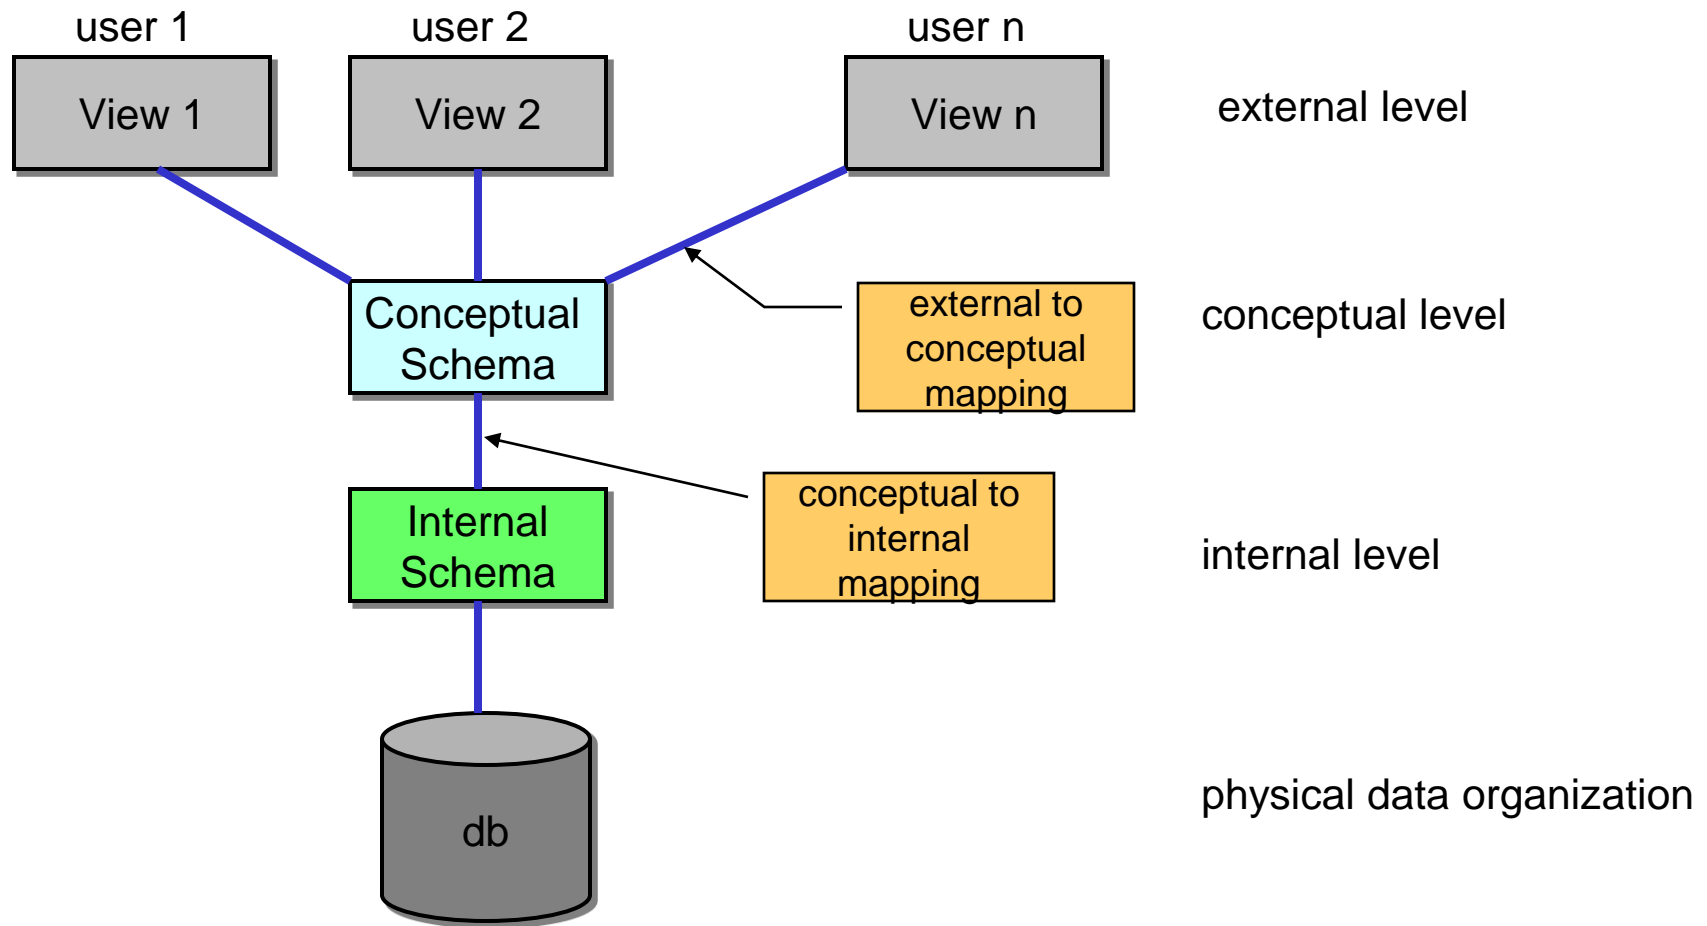 user 1
user 2
user n
View 1
View 2
View n
external level
Conceptual
Schema
external to
conceptual
mapping
conceptual level
Internal
Schema
conceptual to
internal
mapping
internal level
db
physical data organization